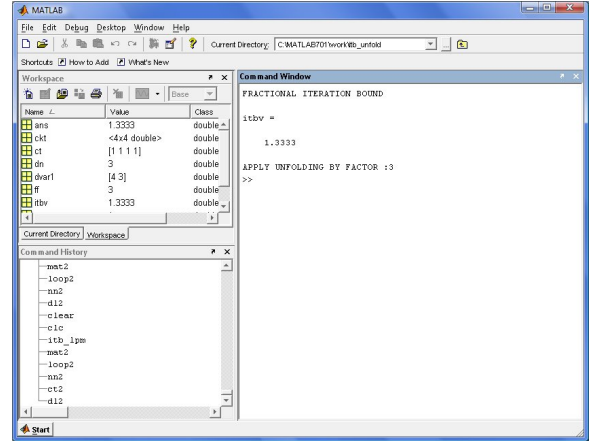 MATLAB
File Edit Debug Desktop Window Help
Current Directory: C:\MATLAB701\work\itb_unfold
Shortcuts How to Add What's New
Workspace
Base
Name Value Class
ans 1.3333 double
ckt <4x4 double> double
ct [1 1 1 1] double
dn 3 double
dvar1 [4 3] double
ff 3 double
itbv 1.3333 double
Current Directory Workspace
Command History
mat2
loop2
nn2
dl2
clear
clc
itb_lpm
mat2
loop2
nn2
ct2
dl2
Command Window
FRACTIONAL ITERATION BOUND
itbv =
1.3333
APPLY UNFOLDING BY FACTOR :3
>>
Start